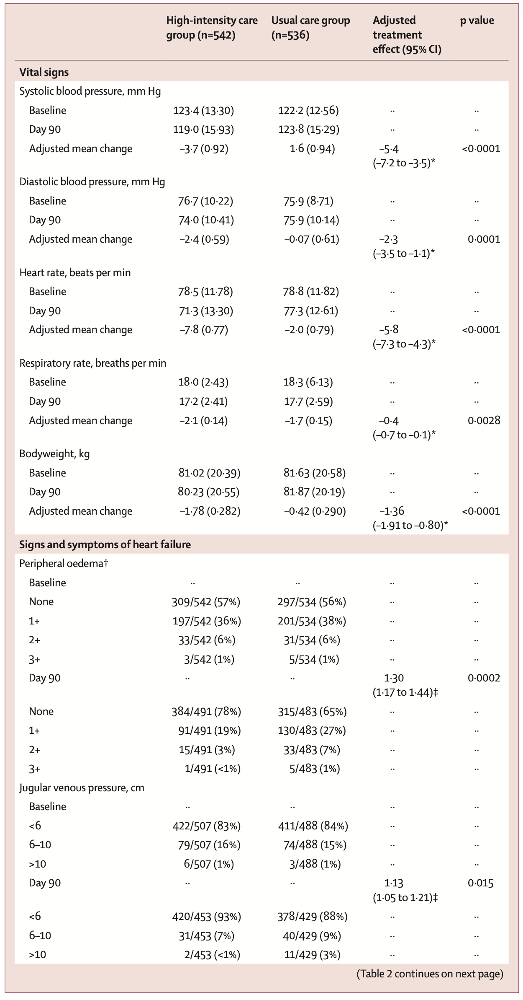 High-intensity care group (n=542) Usual care group (n=536) Adjusted treatment effect (95% CI) p value
Vital signs
Systolic blood pressure, mm Hg
Baseline 123·4 (13·30) 122·2 (12·56) ·· ··
Day 90 119·0 (15·93) 123·8 (15·29) ·· ··
Adjusted mean change –3·7 (0·92) 1·6 (0·94) –5·4 <0·0001
(–7·2 to –3·5)*
Diastolic blood pressure, mm Hg
Baseline 76·7 (10·22) 75·9 (8·71) ·· ··
Day 90 74·0 (10·41) 75·9 (10·14) ·· ··
Adjusted mean change –2·4 (0·59) –0·07 (0·61) –2·3 0·0001
(–3·5 to –1·1)*
Heart rate, beats per min
Baseline 78·5 (11·78) 78·8 (11·82) ·· ··
Day 90 71·3 (13·30) 77·3 (12·61) ·· ··
Adjusted mean change –7·8 (0·77) –2·0 (0·79) –5·8 <0·0001
(–7·3 to –4·3)*
Respiratory rate, breaths per min
Baseline 18·0 (2·43) 18·3 (6·13) ·· ··
Day 90 17·2 (2·41) 17·7 (2·59) ·· ··
Adjusted mean change –2·1 (0·14) –1·7 (0·15) –0·4 0·0028
(–0·7 to –0·1)*
Bodyweight, kg
Baseline 81·02 (20·39) 81·63 (20·58) ·· ··
Day 90 80·23 (20·55) 81·87 (20·19) ·· ··
Adjusted mean change –1·78 (0·282) –0·42 (0·290) –1·36 <0·0001
(–1·91 to –0·80)*
Signs and symptoms of heart failure
Peripheral oedema†
Baseline ·· ·· ·· ··
None 309/542 (57%) 297/534 (56%) ·· ··
1+ 197/542 (36%) 201/534 (38%) ·· ··
2+ 33/542 (6%) 31/534 (6%) ·· ··
3+ 3/542 (1%) 5/534 (1%) ·· ··
Day 90 ·· ·· 1·30 0·0002
(1·17 to 1·44)‡
None 384/491 (78%) 315/483 (65%) ·· ··
1+ 91/491 (19%) 130/483 (27%) ·· ··
2+ 15/491 (3%) 33/483 (7%) ·· ··
3+ 1/491 (<1%) 5/483 (1%) ·· ··
Jugular venous pressure, cm
Baseline ·· ·· ·· ··
<6 422/507 (83%) 411/488 (84%) ·· ··
6–10 79/507 (16%) 74/488 (15%) ·· ··
>10 6/507 (1%) 3/488 (1%) ·· ··
Day 90 ·· ·· 1·13 0·015
(1·05 to 1·21)‡
<6 420/453 (93%) 378/429 (88%) ·· ··
6–10 31/453 (7%) 40/429 (9%) ·· ··
>10 2/453 (<1%) 11/429 (3%) ·· ··
(Table 2 continues on next page)